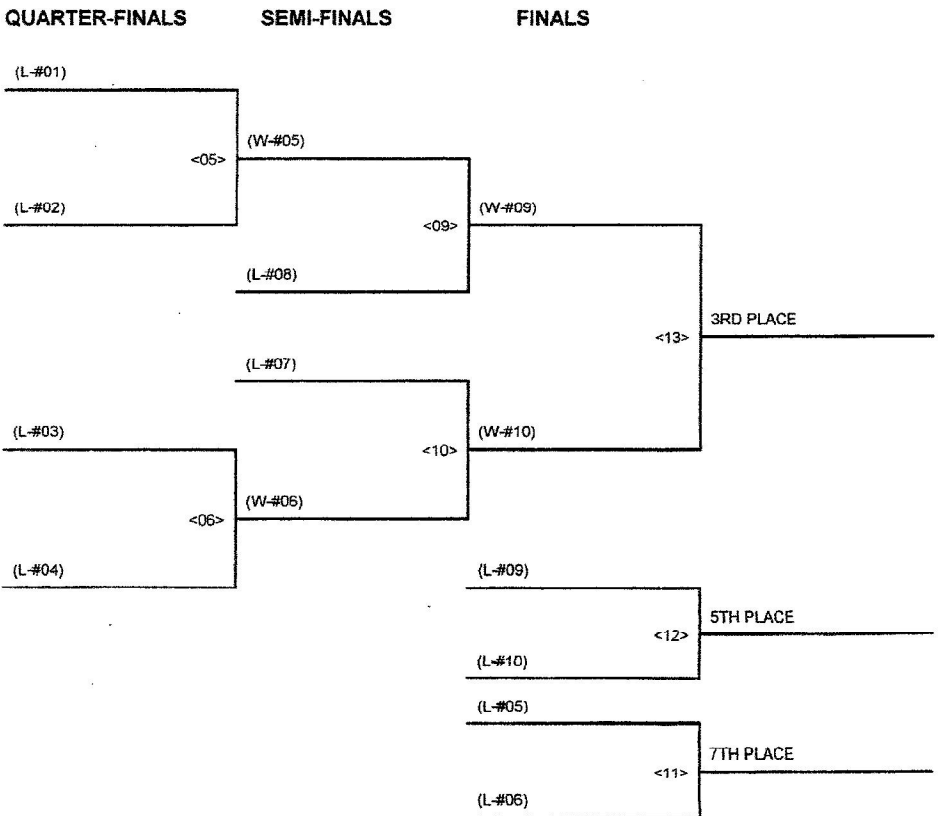 QUARTER-FINALS SEMI-FINALS FINALS
(L-#01)
(W-#05)
<05>
(L-#02)
(W-#09)
<09>
(L-#08)
3RD PLACE
<13>
(L-#07)
(L-#03)
(W-#10)
<10>
(W-#06)
<06>
(L-#04)
(L-#09)
5TH PLACE
<12>
(L-#10)
(L-#05)
7TH PLACE
<11>
(L-#06)